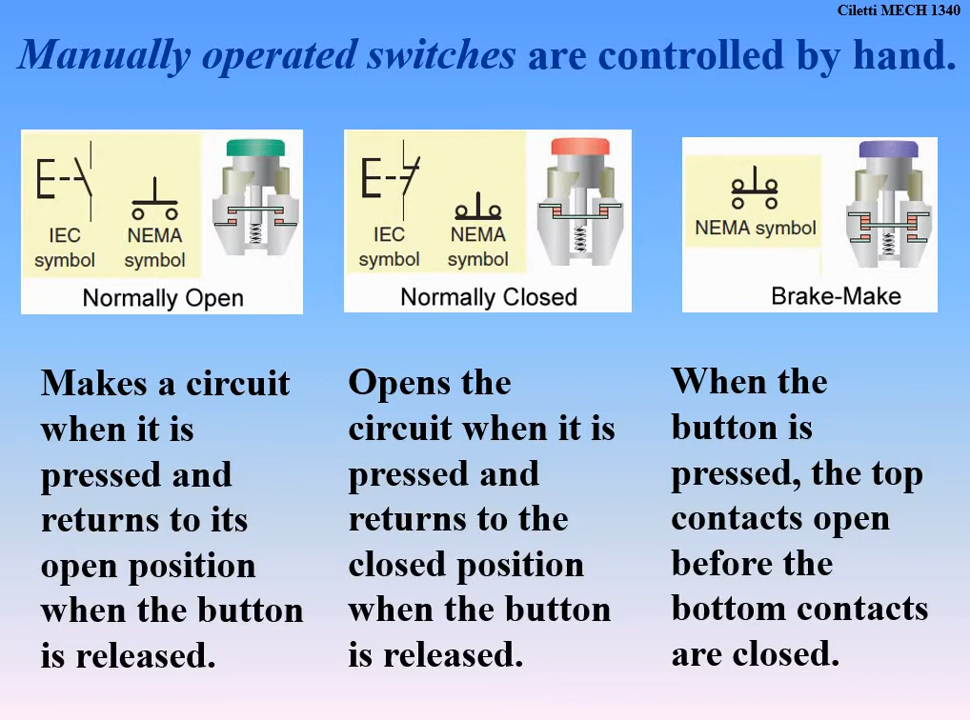 Ciletti MECH 1340
Manually operated switches are controlled by hand.
IEC
symbol
NEMA
symbol
Normally Open
IEC
symbol
NEMA
symbol
Normally Closed
NEMA symbol
Brake-Make
Makes a circuit
when it is
pressed and
returns to its
open position
when the button
is released.
Opens the
circuit when it is
pressed and
returns to the
closed position
when the button
is released.
When the
button is
pressed, the top
contacts open
before the
bottom contacts
are closed.